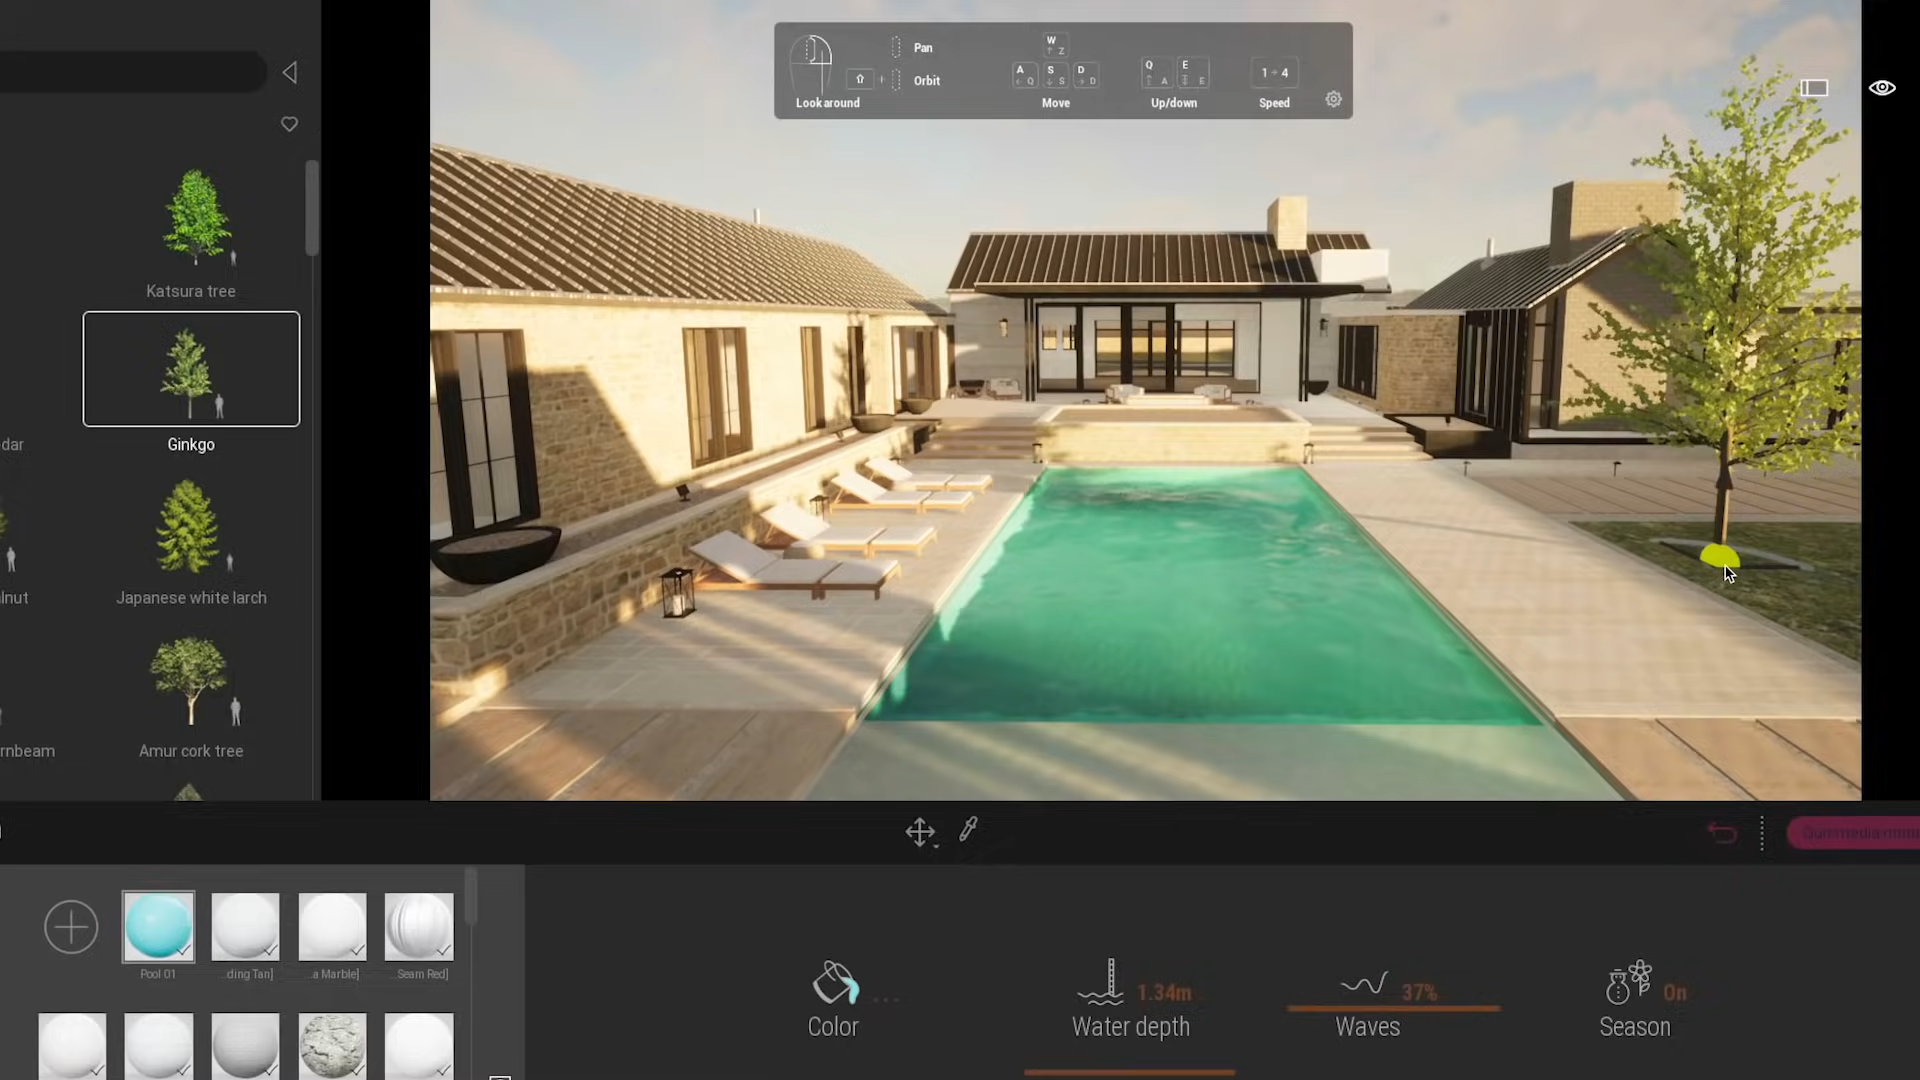 Pan
Orbit
Look around
W
Z
A
Q
S
S
D
D
Move
Q
A
E
E
Up/down
1 - 4
Speed
Katsura tree
dar
Ginkgo
lnut
Japanese white larch
rnbeam
Amur cork tree
Pool 01
...ding Tan]
...a Marble]
...Seam Red]
...
Color
1.34m
Water depth
37%
Waves
On
Season